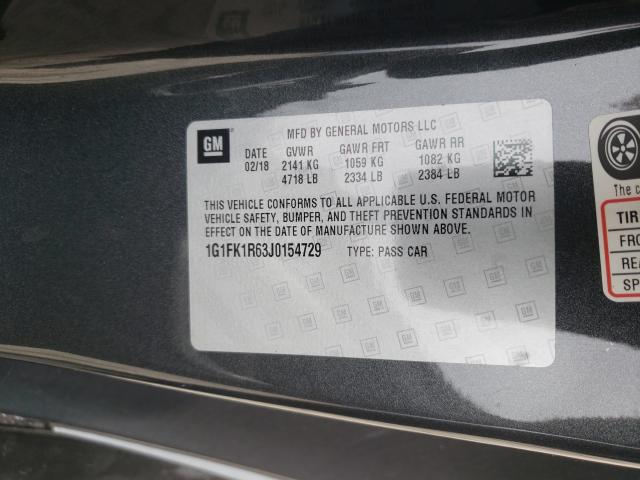 GM
MFD BY GENERAL MOTORS LLC
DATE GVWR GAWR FRT GAWR RR
02/18 2141 KG 1059 KG 1082 KG
4718 LB 2334 LB 2384 LB
THIS VEHICLE CONFORMS TO ALL APPLICABLE U.S. FEDERAL MOTOR
VEHICLE SAFETY, BUMPER, AND THEFT PREVENTION STANDARDS IN
EFFECT ON THE DATE OF MANUFACTURE SHOWN ABOVE.
1G1FK1R63J0154729 TYPE: PASS CAR
The c
TIR
FRO
REA
SP